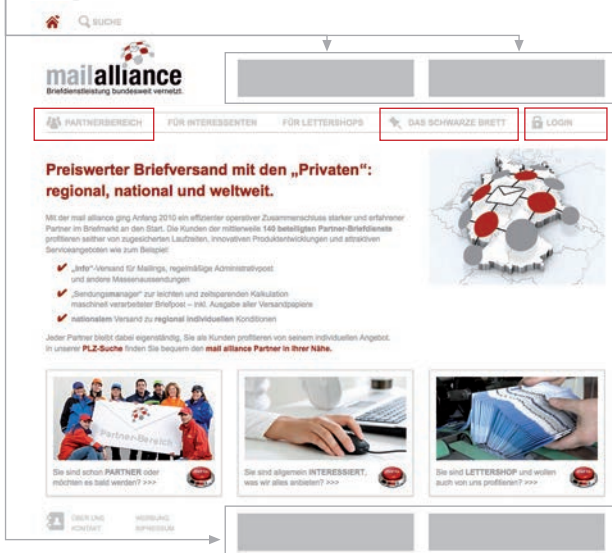 SUCHE
mailalliance
Briefdienstleistung bundesweit vernetzt.
PARTNERBEREICH
FÜR INTERESSENTEN
FÜR LETTERSHOPS
DAS SCHWARZE BRETT
LOGIN
Preiswerter Briefversand mit den „Privaten“:
regional, national und weltweit.
Mit der mail alliance ging Anfang 2010 ein effizienter operativer Zusammenschluss starker und erfahrener
Partner im Briefmarkt an den Start. Die Kunden der mittlerweile 140 beteiligten Partner-Briefdienste
profitieren seither von zugesicherten Laufzeiten, innovativen Produktentwicklungen und attraktiven
Serviceangeboten wie zum Beispiel:
„Info“-Versand für Mailings, regelmäßige Administrativpost
und andere Massenaussendungen
„Sendungsmanager“ zur leichten und zeitsparenden Kalkulation
maschinell verarbeiteter Briefpost – inkl. Ausgabe aller Versandpapiere
nationalem Versand zu regional individuellen Konditionen
Jeder Partner bleibt dabei eigenständig, Sie als Kunden profitieren von seinem individuellen Angebot.
In unserer PLZ-Suche finden Sie bequem den mail alliance Partner in Ihrer Nähe.
Partner-Bereich
Sie sind schon PARTNER oder
möchten es bald werden? >>>
Sie sind allgemein INTERESSIERT,
was wir alles anbieten? >>>
Sie sind LETTERSHOP und wollen
auch von uns profitieren? >>>
ÜBER UNS
WERBUNG
KONTAKT
IMPRESSUM